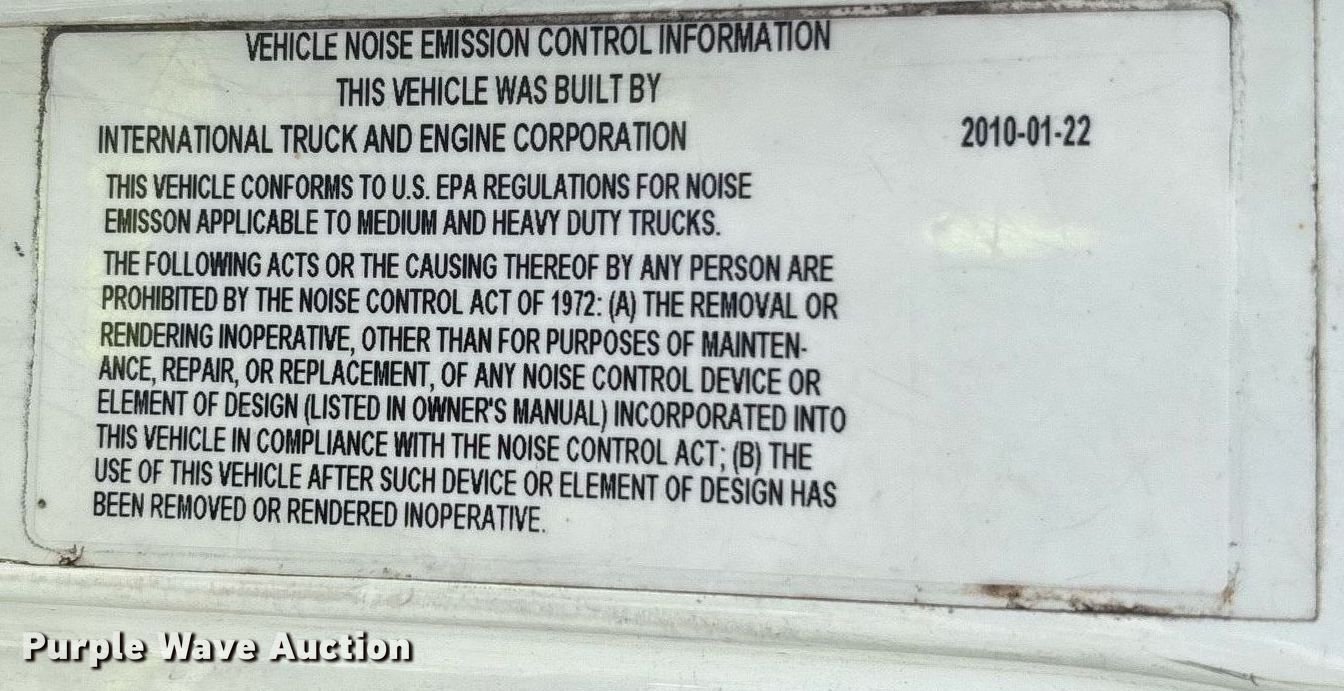 VEHICLE NOISE EMISSION CONTROL INFORMATION
THIS VEHICLE WAS BUILT BY
INTERNATIONAL TRUCK AND ENGINE CORPORATION 2010-01-22
THIS VEHICLE CONFORMS TO U.S. EPA REGULATIONS FOR NOISE
EMISSON APPLICABLE TO MEDIUM AND HEAVY DUTY TRUCKS.
THE FOLLOWING ACTS OR THE CAUSING THEREOF BY ANY PERSON ARE
PROHIBITED BY THE NOISE CONTROL ACT OF 1972: (A) THE REMOVAL OR
RENDERING INOPERATIVE, OTHER THAN FOR PURPOSES OF MAINTEN-
ANCE, REPAIR, OR REPLACEMENT, OF ANY NOISE CONTROL DEVICE OR
ELEMENT OF DESIGN (LISTED IN OWNER'S MANUAL) INCORPORATED INTO
THIS VEHICLE IN COMPLIANCE WITH THE NOISE CONTROL ACT; (B) THE
USE OF THIS VEHICLE AFTER SUCH DEVICE OR ELEMENT OF DESIGN HAS
BEEN REMOVED OR RENDERED INOPERATIVE.
Purple Wave Auction